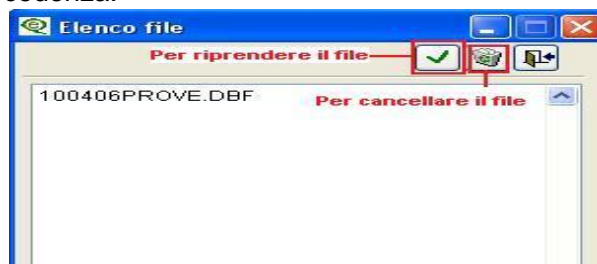 Elenco file
Per riprendere il file
100406PROVE.DBF
Per cancellare il file